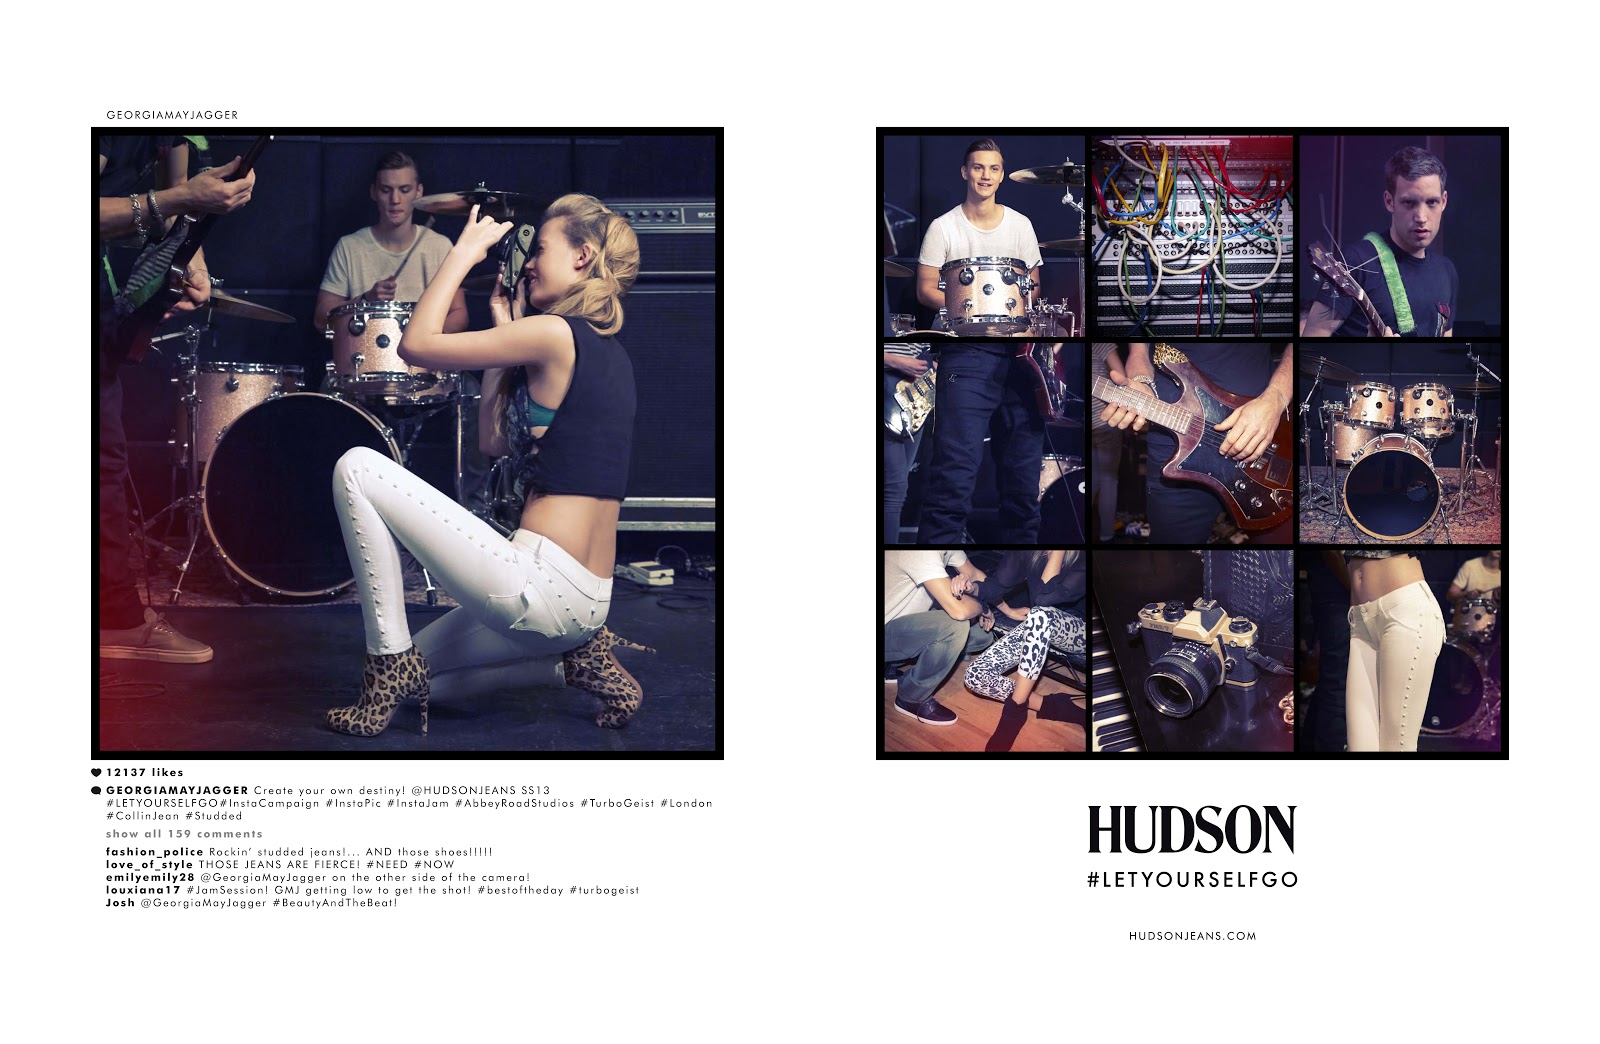 GEORGIAMAYJAGGER
12137 likes
GEORGIAMAYJAGGER Create your own destiny! @HUDSONJEANS SS13
#LETYOURSELFGO#InstaCampaign #InstaPic #InstaJam #AbbeyRoadStudios #TurboGeist #London
#CollinJean #Studded
show all 159 comments
fashion_police Rockin' studded jeans!... AND those shoes!!!!!
love_of_style THOSE JEANS ARE FIERCE! #NEED #NOW
emilyemily28 @GeorgiaMayJagger on the other side of the camera!
louxiana17 #JamSession! GMJ getting low to get the shot! #bestoftheday #turbogeist
Josh @GeorgiaMayJagger #BeautyAndTheBeat!
HUDSON
#LETYOURSELFGO
HUDSONJEANS.COM